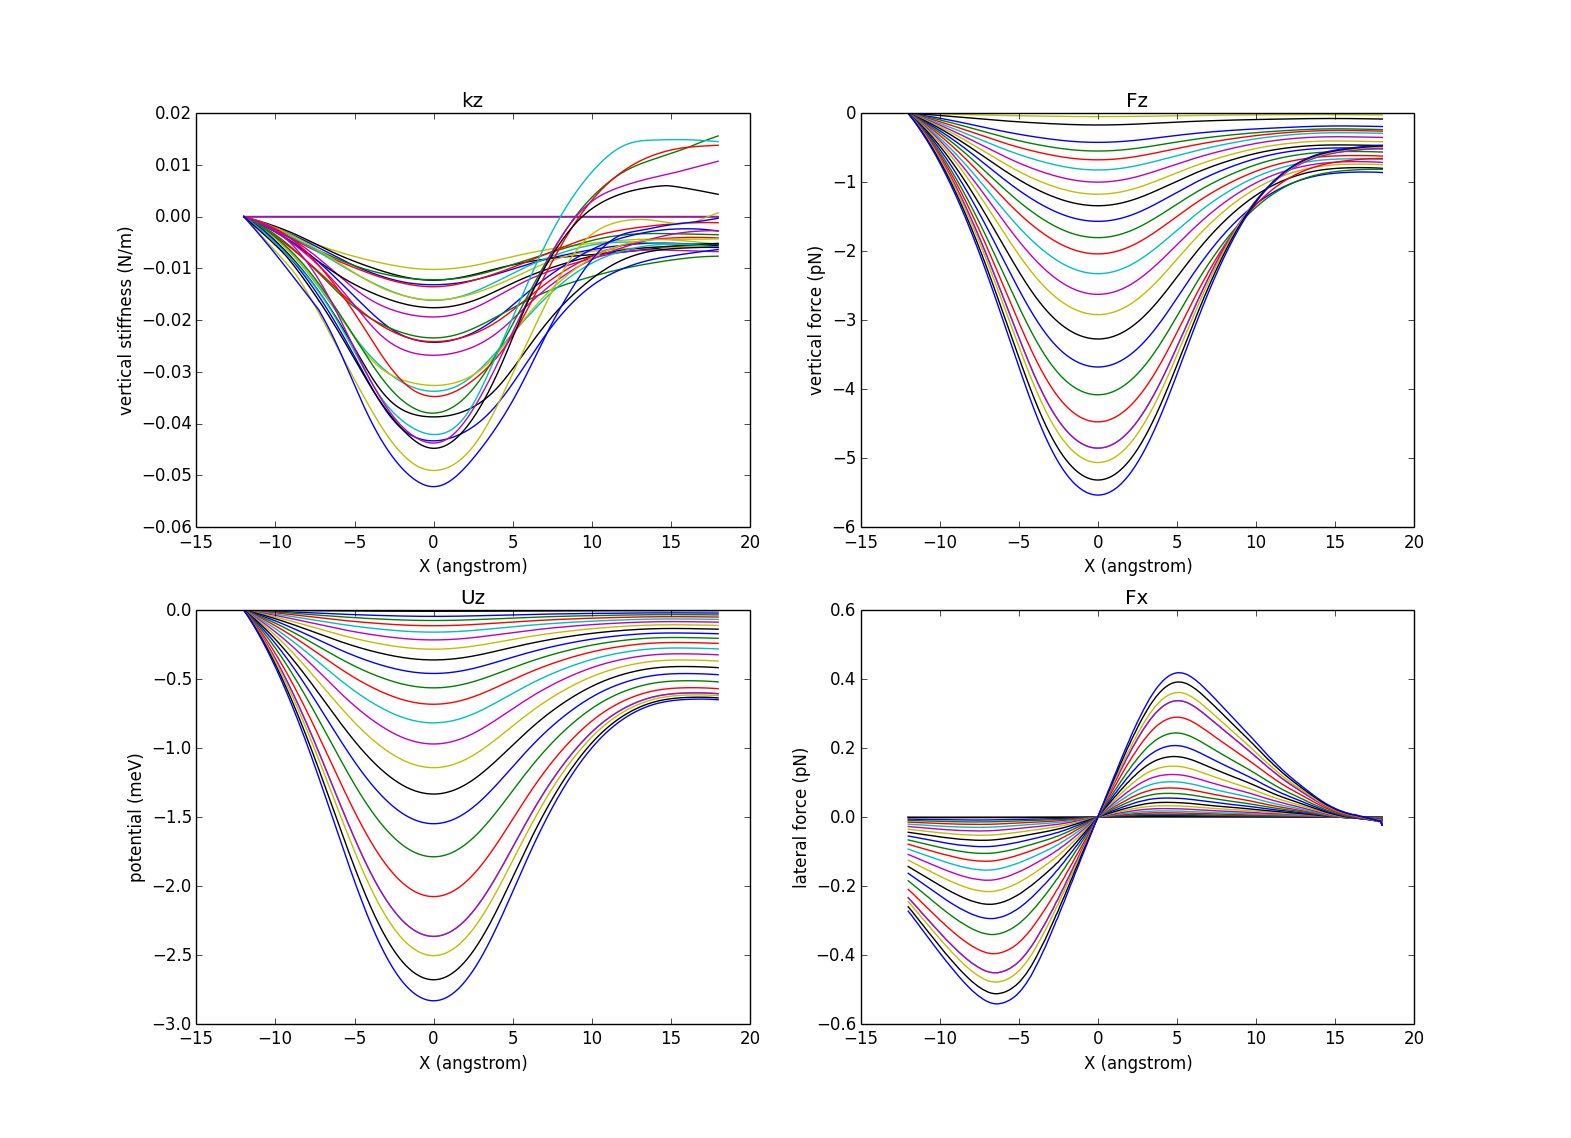 kz
0.02
0.01
0.00
−0.01
−0.02
−0.03
−0.04
−0.05
−0.06
vertical stiffness (N/m)
−15 −10 −5 0 5 10 15 20
X (angstrom)
Fz
0
−1
−2
−3
−4
−5
−6
vertical force (pN)
−15 −10 −5 0 5 10 15 20
X (angstrom)
Uz
0.0
−0.5
−1.0
−1.5
−2.0
−2.5
−3.0
potential (meV)
−15 −10 −5 0 5 10 15 20
X (angstrom)
Fx
0.6
0.4
0.2
0.0
−0.2
−0.4
−0.6
lateral force (pN)
−15 −10 −5 0 5 10 15 20
X (angstrom)